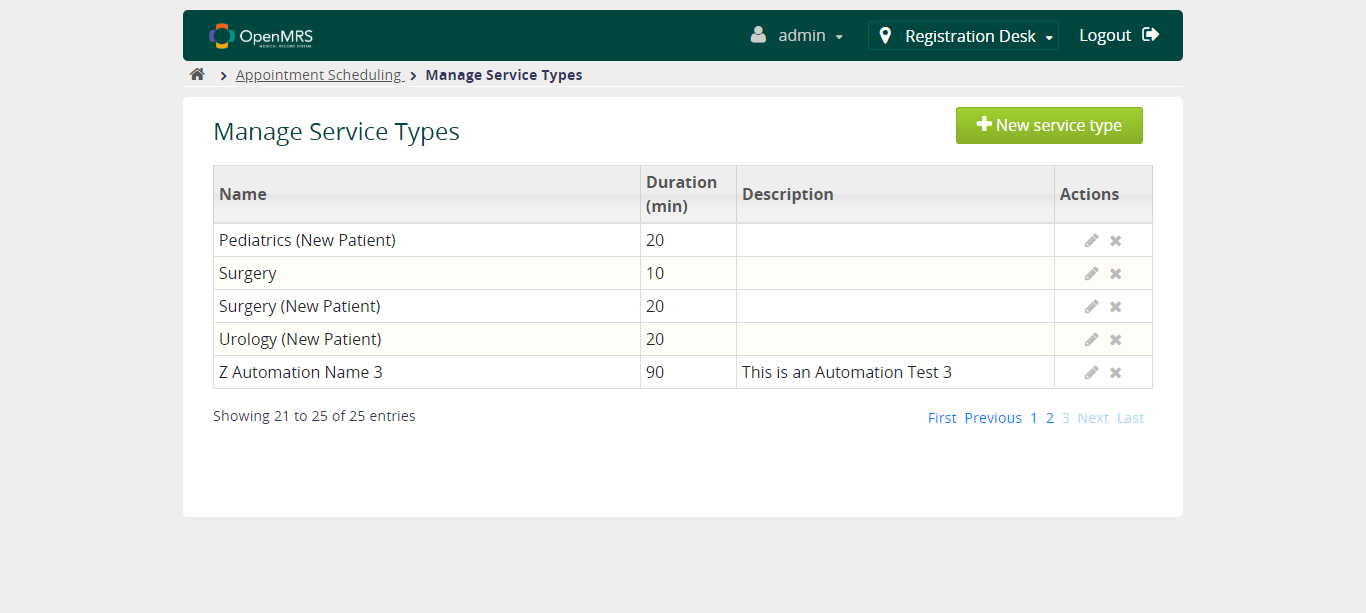 OpenMRS
MEDICAL RECORD SYSTEM
admin
Registration Desk
Logout
Appointment Scheduling
Manage Service Types
Manage Service Types
New service type
Name
Duration
(min)
Description
Actions
Pediatrics (New Patient) 20
Surgery 10
Surgery (New Patient) 20
Urology (New Patient) 20
Z Automation Name 3 90 This is an Automation Test 3
Showing 21 to 25 of 25 entries
First Previous 1 2 3 Next Last